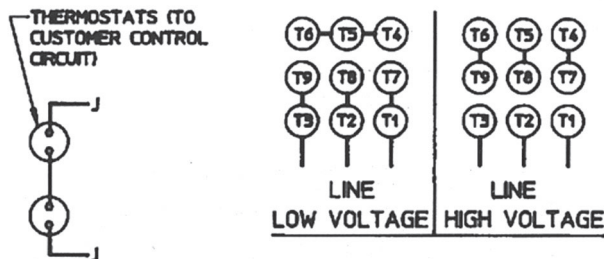 THERMOSTATS (TO
CUSTOMER CONTROL
CIRCUIT)
J
J
T6 T5 T4
T9 T8 T7
T3 T2 T1
LINE
LOW VOLTAGE
T6 T5 T4
T9 T8 T7
T3 T2 T1
LINE
HIGH VOLTAGE